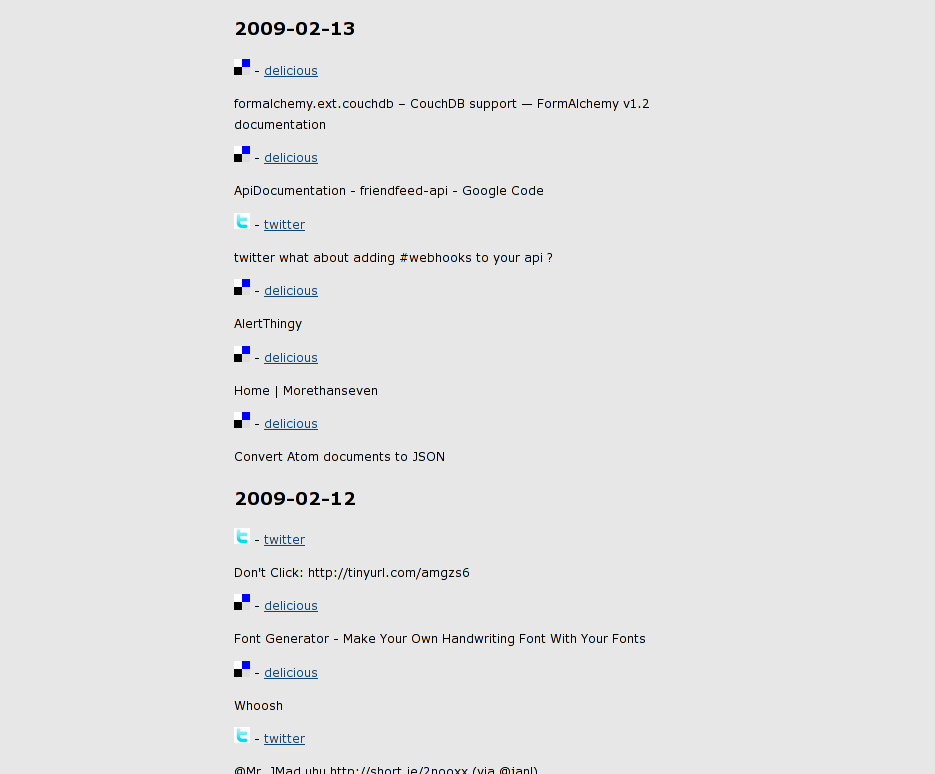 2009-02-13
- delicious
formalchemy.ext.couchdb – CouchDB support — FormAlchemy v1.2
documentation
- delicious
ApiDocumentation - friendfeed-api - Google Code
- twitter
twitter what about adding #webhooks to your api ?
- delicious
AlertThingy
- delicious
Home | Morethanseven
- delicious
Convert Atom documents to JSON
2009-02-12
- twitter
Don't Click: http://tinyurl.com/amgzs6
- delicious
Font Generator - Make Your Own Handwriting Font With Your Fonts
- delicious
Whoosh
- twitter
@Mr_JMad uhu http://short.ie/2nooxx (via @janl)